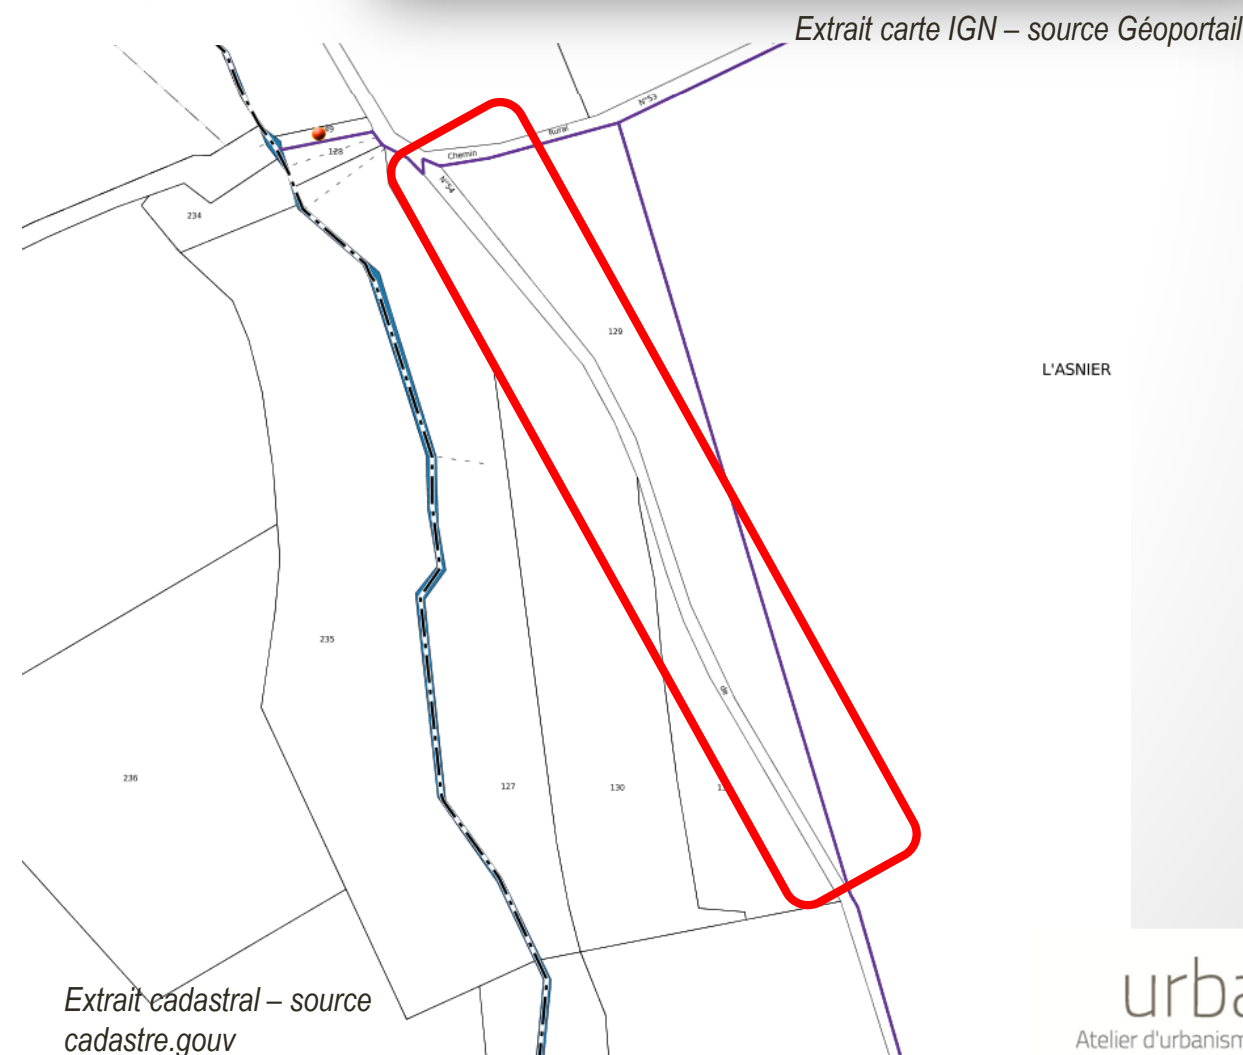 Extrait carte IGN – source Géoportail
N°53
Rural
Chemin
128
N°54
234
129
L'ASNIER
235
de
236
127
130
Extrait cadastral – source
cadastre.gouv
Atelier d'urbanism